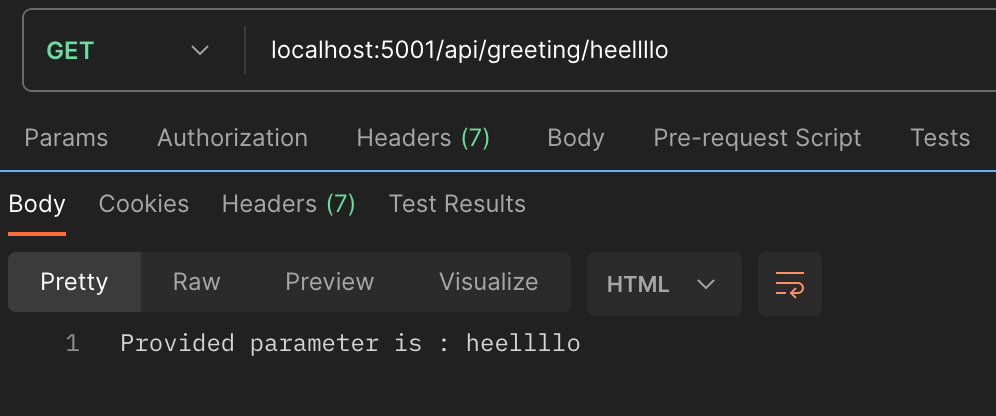 GET localhost:5001/api/greeting/heellllo
Params Authorization Headers (7) Body Pre-request Script Tests
Body Cookies Headers (7) Test Results
Pretty Raw Preview Visualize HTML
1 Provided parameter is : heellllo